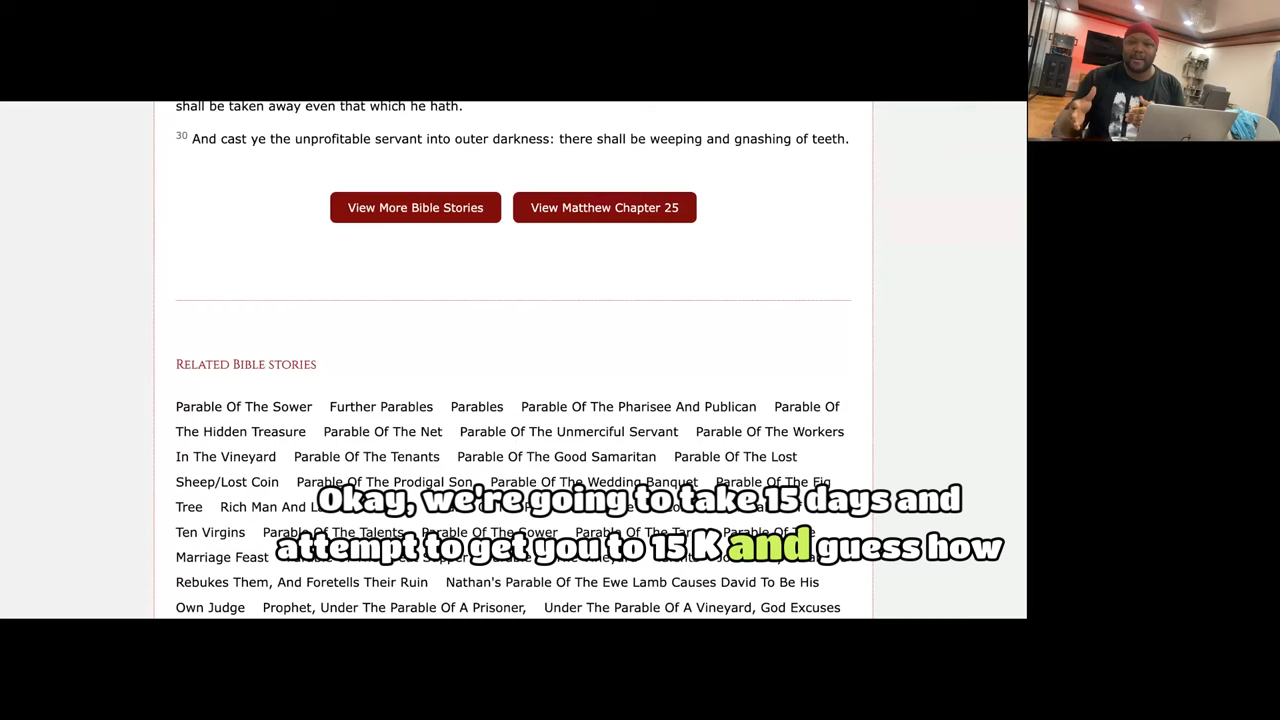 shall be taken away even that which he hath.
30 And cast ye the unprofitable servant into outer darkness: there shall be weeping and gnashing of teeth.
View More Bible Stories View Matthew Chapter 25
Related Bible stories
Parable Of The Sower Further Parables Parables Parable Of The Pharisee And Publican Parable Of
The Hidden Treasure Parable Of The Net Parable Of The Unmerciful Servant Parable Of The Workers
In The Vineyard Parable Of The Tenants Parable Of The Good Samaritan Parable Of The Lost
Sheep/Lost Coin Parable Of The Prodigal Son Parable Of The Wedding Banquet Parable Of The Fig
Tree Rich Man And
Okay, we're going to take 15 days and
Ten Virgins Parable Of The Talents Parable Of The Sower Parable Of The
attempt to get you to 15 K and guess how
Marriage Feast
Rebukes Them, And Foretells Their Ruin Nathan's Parable Of The Ewe Lamb Causes David To Be His
Own Judge Prophet, Under The Parable Of A Prisoner, Under The Parable Of A Vineyard, God Excuses